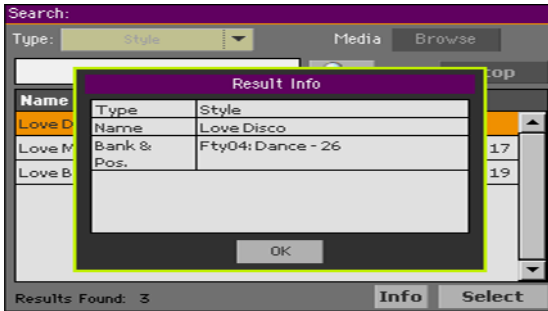 Search:
Type: Style Media Browse
op
Result Info
Name
Type Style
Love D Name Love Disco
Love M Bank & Fty04: Dance - 26 17
Pos.
Love B 19
OK
Results Found: 3 Info Select